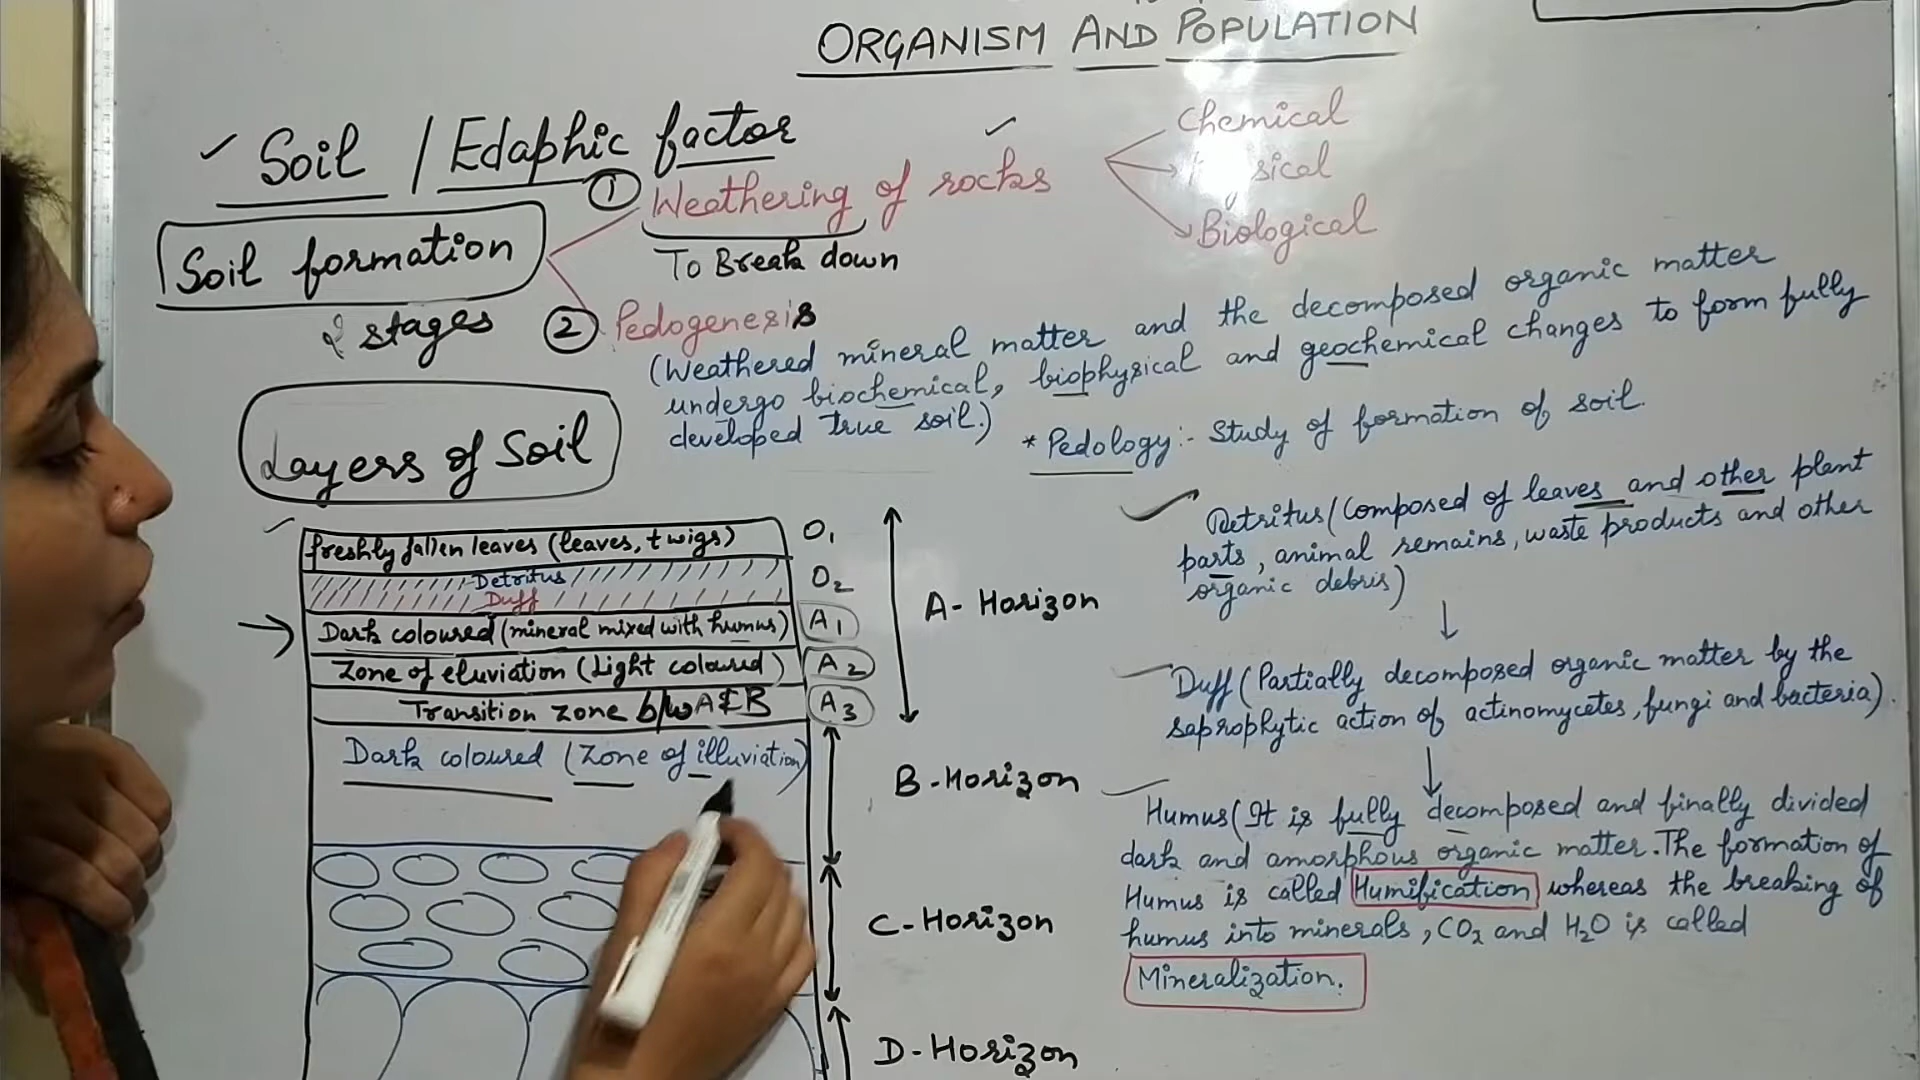 ORGANISM AND POPULATION
Soil / Edaphic factor
Soil formation
stages
① Weathering of rocks
To Break down
Chemical
sical
Biological
② Pedogenesis
(Weathered mineral matter and the decomposed organic matter
undergo biochemical, biophysical and geochemical changes to form fully
developed true soil.)
* Pedology:- Study of formation of soil.
Layers of Soil
freshly fallen leaves (leaves, twigs) O1
Detritus O2
Duff
Dark coloured (mineral mixed with humus) A1
Zone of eluviation (Light coloured) A2
Transition zone b/w A & B A3
A-Horizon
Dark coloured (Zone of illuviation)
B-Horizon
C-Horizon
D-Horizon
Detritus (Composed of leaves and other plant
parts, animal remains, waste products and other
organic debris)
Duff (Partially decomposed organic matter by the
saprophytic action of actinomycetes, fungi and bacteria).
Humus (It is fully decomposed and finally divided
dark and amorphous organic matter. The formation of
Humus is called Humification whereas the breaking of
humus into minerals, CO2 and H2O is called
Mineralization.